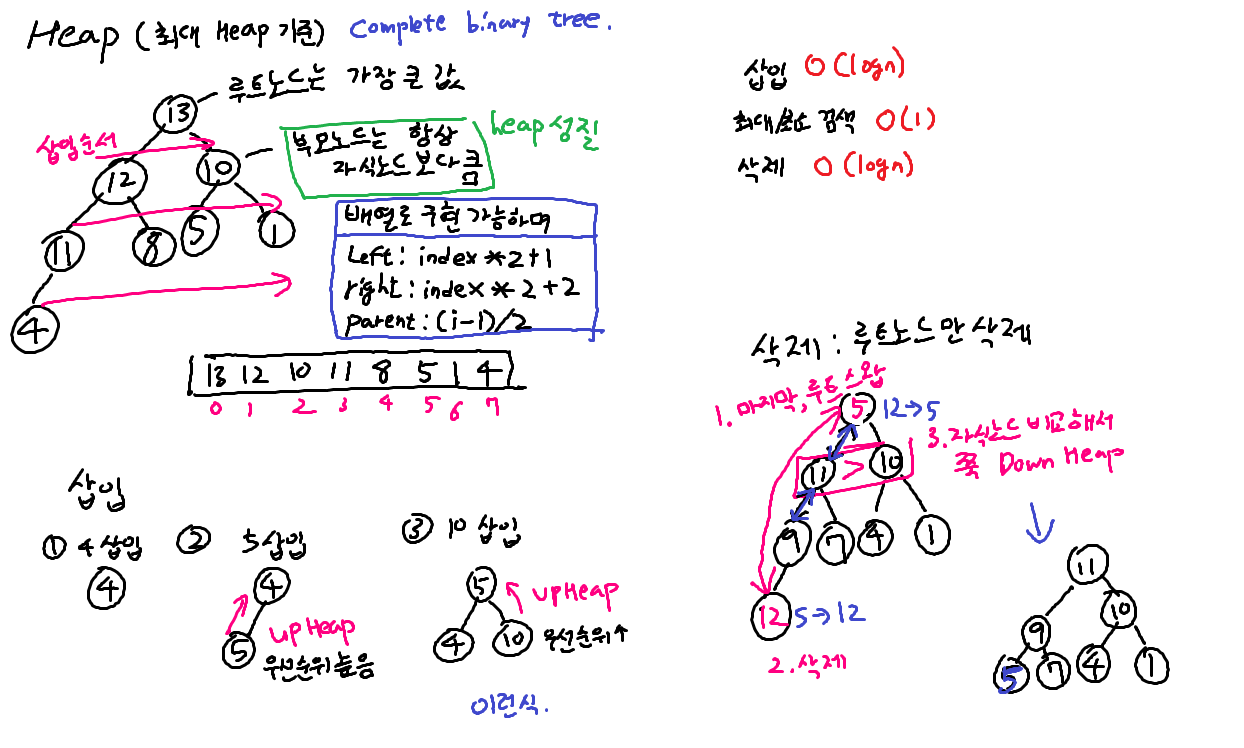 Heap (최대 Heap 기준) Complete binary tree.
루트노드는 가장 큰 값
13
삽입순서
12
10
부모노드는 항상
자식노드 보다 큼
heap 성질
11
8
5
1
4
배열로 구현 가능하며
Left : index * 2 + 1
right : index * 2 + 2
parent : (i-1)/2
13 12 10 11 8 5 1 4
0 1 2 3 4 5 6 7
삽입 O(logn)
최대/최소 검색 O(1)
삭제 O(logn)
삽입
① 4 삽입
4
② 5 삽입
4
upHeap
5
우선순위 높음
③ 10 삽입
5
upHeap
4
10
우선순위↑
이런식.
삭제 : 루트노드만 삭제
1. 마지막, 루트 스왑
5
12→5
11 > 10
3. 자식노드 비교해서
쭉 Down Heap
9
7
4
1
12
5→12
2. 삭제
11
9
10
5
7
4
1